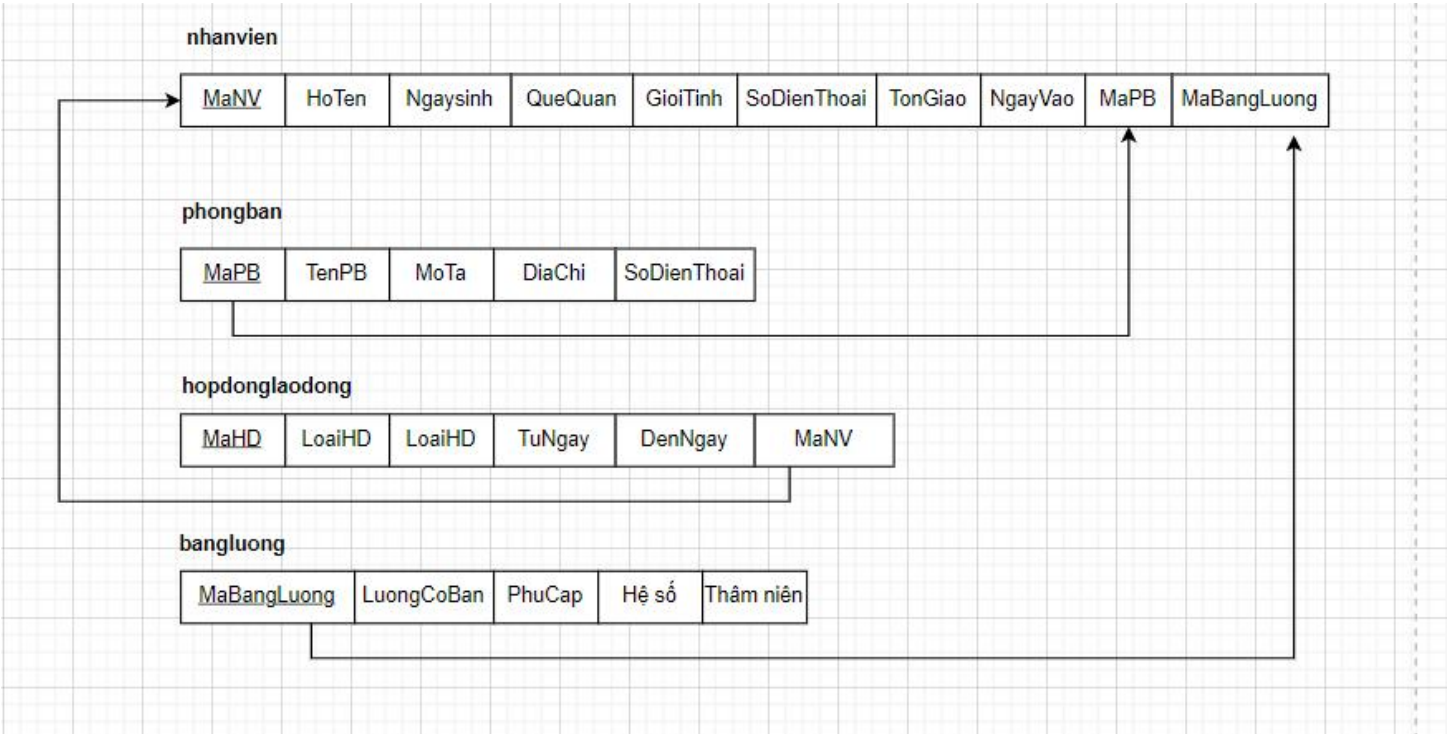 nhanvien
MaNV HoTen Ngaysinh QueQuan GioiTinh SoDienThoai TonGiao NgayVao MaPB MaBangLuong
phongban
MaPB TenPB MoTa DiaChi SoDienThoai
hopdonglaodong
MaHD LoaiHD LoaiHD TuNgay DenNgay MaNV
bangluong
MaBangLuong LuongCoBan PhuCap Hệ số Thâm niên